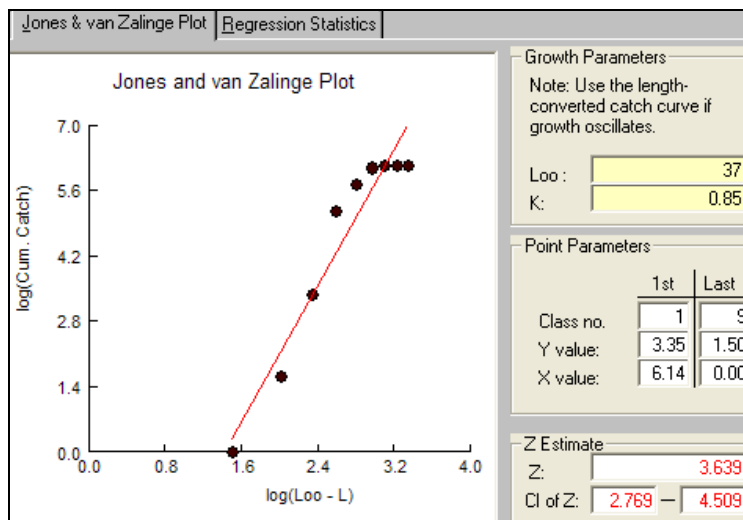 Jones & van Zalinge Plot Regression Statistics
Jones and van Zalinge Plot
7.0
5.6
4.2
2.8
1.4
0.0
log(Cum. Catch)
0.0 0.8 1.6 2.4 3.2 4.0
log(Loo - L)
Growth Parameters
Note: Use the length-
converted catch curve if
growth oscillates.
Loo : 37
K: 0.85
Point Parameters
1st Last
Class no. 1 9
Y value: 3.35 1.50
X value: 6.14 0.00
Z Estimate
Z: 3.639
CI of Z: 2.769 — 4.509